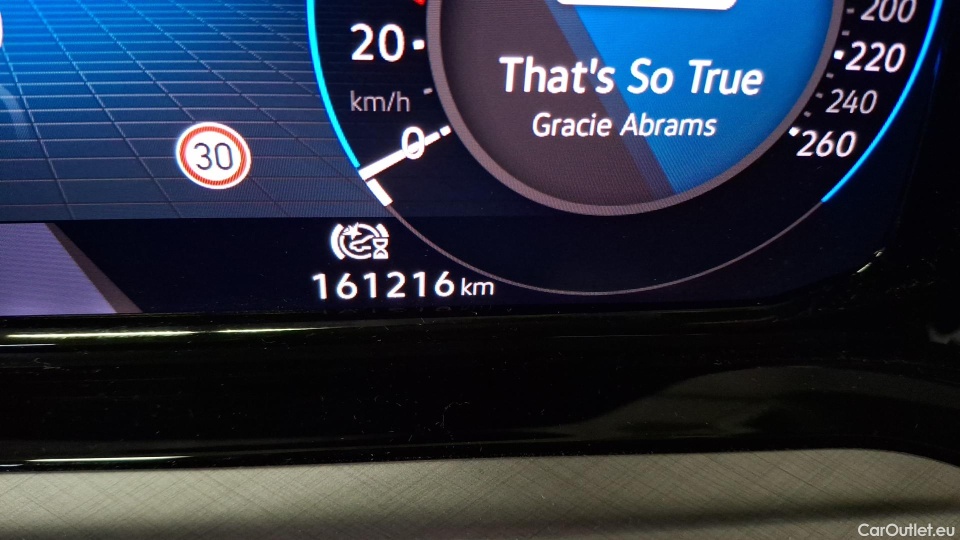 200
220
240
260
20
km/h
0
That's So True
Gracie Abrams
30
161216 km
CarOutlet.eu